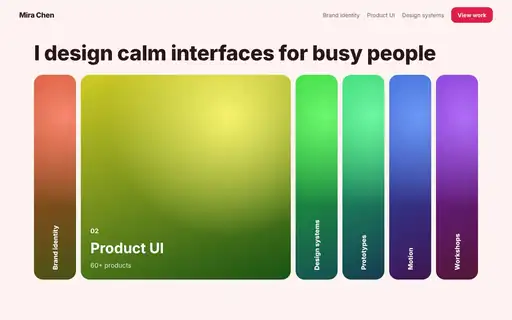 Mira Chen
Brand identity
Product UI
Design systems
View work
I design calm interfaces for busy people
Brand identity
02
Product UI
60+ products
Design systems
Prototypes
Motion
Workshops